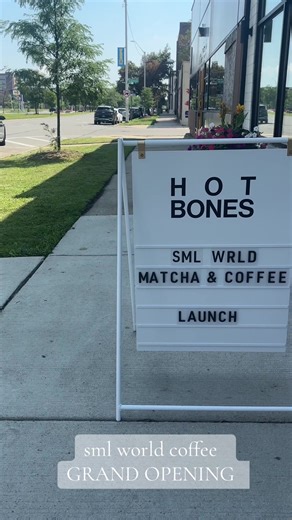 HOT
BONES
SML WRLD
MATCHA & COFFEE
LAUNCH
sml world coffee
GRAND OPENING